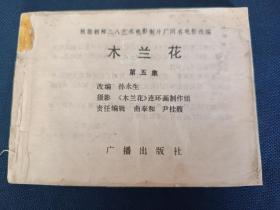 根据朝鲜二八艺术电影制片厂同名电影改编
木兰花
第五集
改编 孙永生
摄影 《木兰花》连环画制作组
责任编辑 曲泰和 尹桂馥
广播出版社